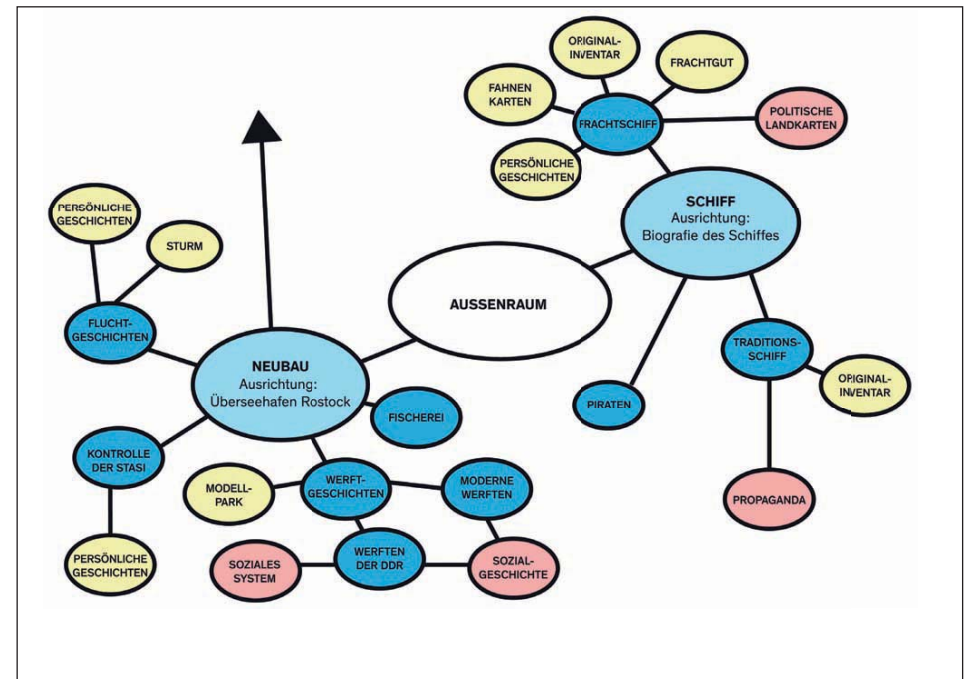 ORIGINAL-
INVENTAR
FRACHTGUT
FAHNEN
KARTEN
FRACHTSCHIFF
POLITISCHE
LANDKARTEN
PERSÖNLICHE
GESCHICHTEN
SCHIFF
Ausrichtung:
Biografie des Schiffes
PERSÖNLICHE
GESCHICHTEN
STURM
AUSSENRAUM
FLUCHT-
GESCHICHTEN
NEUBAU
Ausrichtung:
Überseehafen Rostock
TRADITIONS-
SCHIFF
ORIGINAL-
INVENTAR
PIRATEN
FISCHEREI
KONTROLLE
DER STASI
MODELL-
PARK
WERFT-
GESCHICHTEN
MODERNE
WERFTEN
PROPAGANDA
PERSÖNLICHE
GESCHICHTEN
SOZIALES
SYSTEM
WERFTEN
DER DDR
SOZIAL-
GESCHICHTE